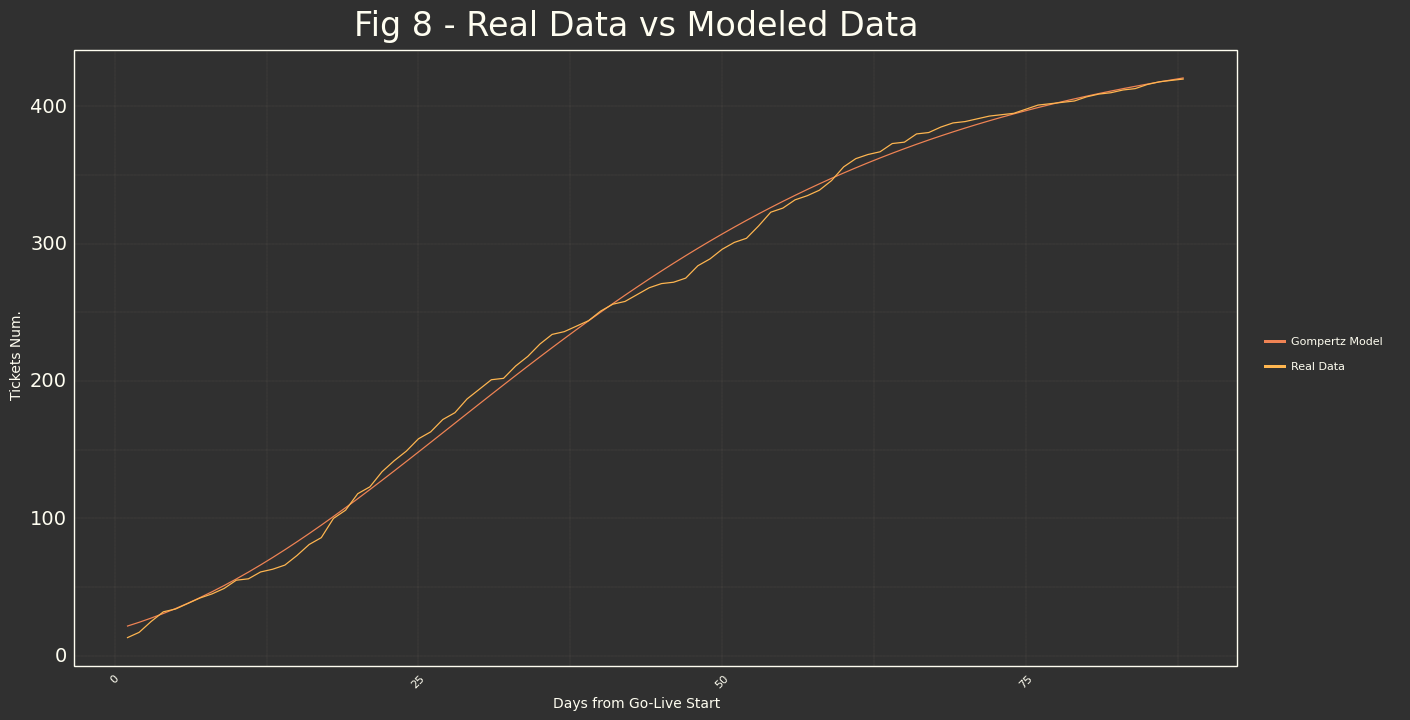 Fig 8 - Real Data vs Modeled Data
400
300
200
100
0
Tickets Num.
0
25
50
75
Days from Go-Live Start
Gompertz Model
Real Data